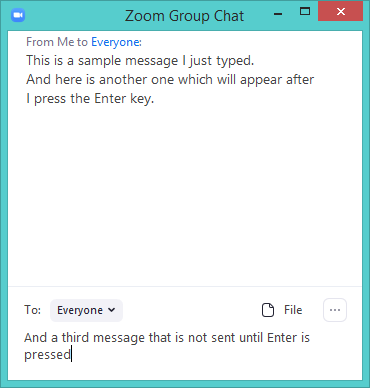 Zoom Group Chat
From Me to Everyone:
This is a sample message I just typed.
And here is another one which will appear after
I press the Enter key.
To: Everyone File ...
And a third message that is not sent until Enter is
pressed